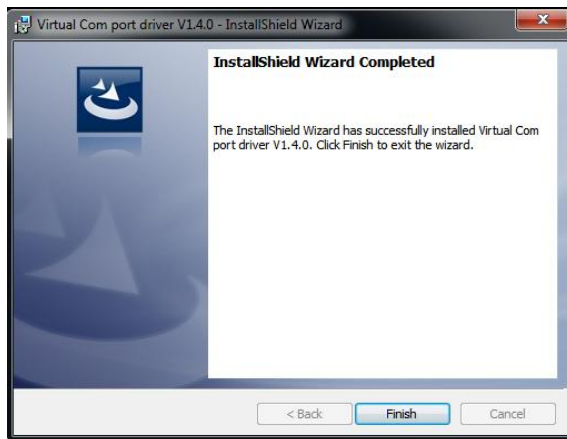 Virtual Com port driver V1.4.0 - InstallShield Wizard
InstallShield Wizard Completed
The InstallShield Wizard has successfully installed Virtual Com
port driver V1.4.0. Click Finish to exit the wizard.
< Back
Finish
Cancel